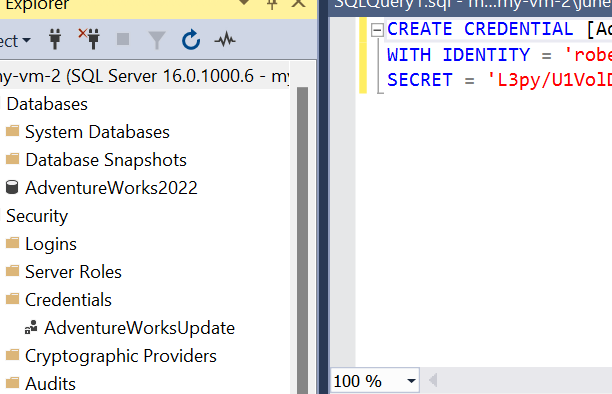 Explorer
SQLQuery1.sql - m...my-vm-2\june
CREATE CREDENTIAL [Ad
WITH IDENTITY = 'robe
SECRET = 'L3py/U1VolD
ny-vm-2 (SQL Server 16.0.1000.6 - my
Databases
System Databases
Database Snapshots
AdventureWorks2022
Security
Logins
Server Roles
Credentials
AdventureWorksUpdate
Cryptographic Providers
Audits
100 %